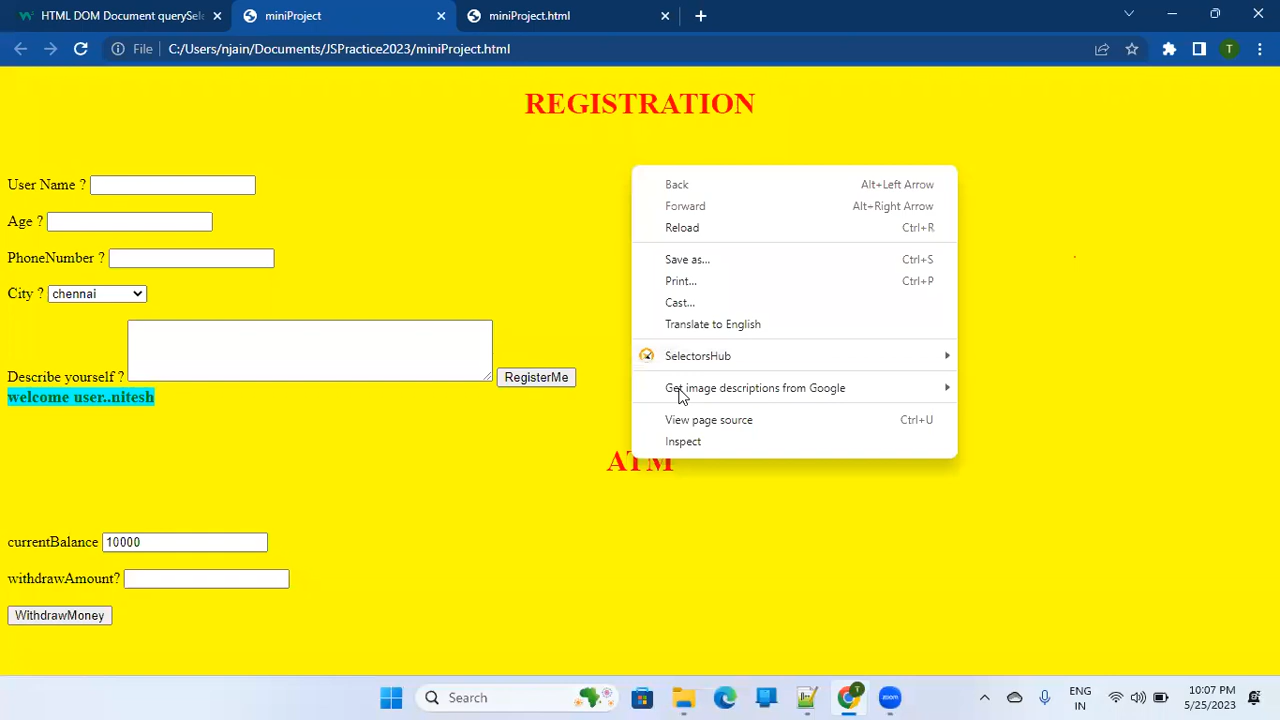 HTML DOM Document querySele
miniProject
miniProject.html
File C:/Users/njain/Documents/JSPractice2023/miniProject.html
T
REGISTRATION
User Name ?
Age ?
PhoneNumber ?
City ? chennai
Describe yourself ? RegisterMe
welcome user..nitesh
Back Alt+Left Arrow
Forward Alt+Right Arrow
Reload Ctrl+R
Save as... Ctrl+S
Print... Ctrl+P
Cast...
Translate to English
SelectorsHub
Get image descriptions from Google
View page source Ctrl+U
Inspect
ATM
currentBalance 10000
withdrawAmount?
WithdrawMoney
Search
T
ENG
IN
10:07 PM
5/25/2023